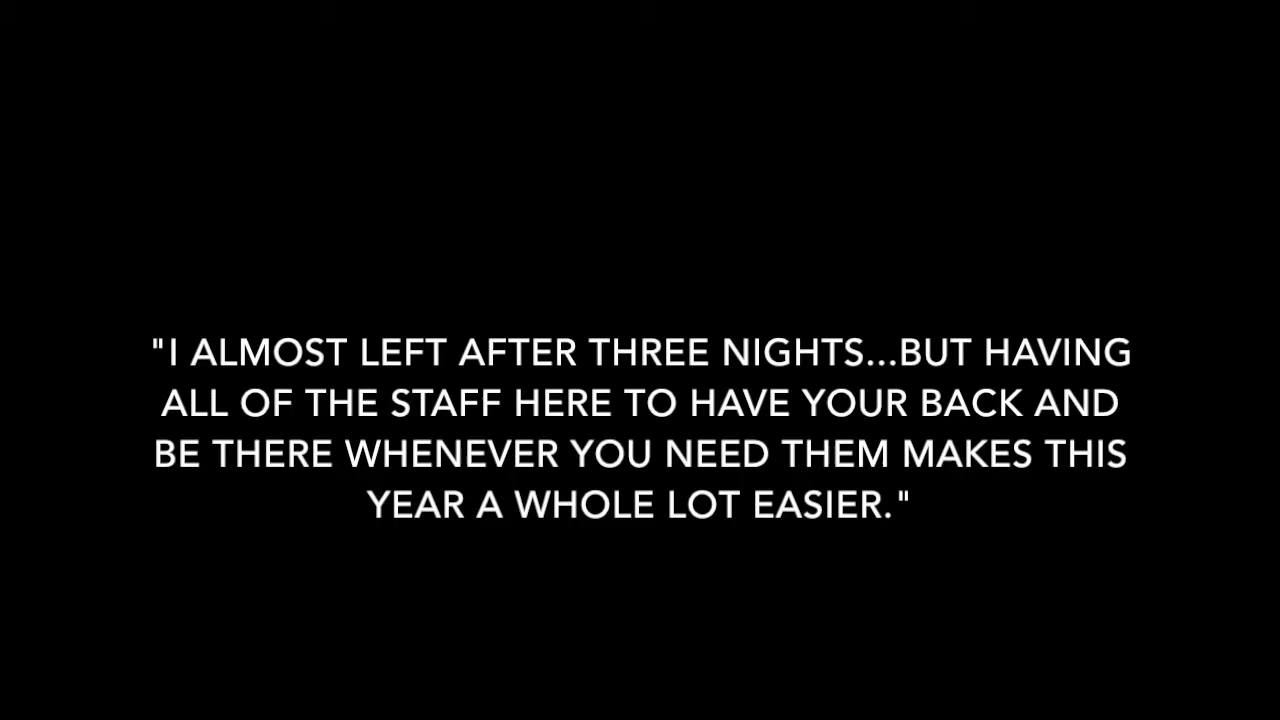 "I ALMOST LEFT AFTER THREE NIGHTS...BUT HAVING
ALL OF THE STAFF HERE TO HAVE YOUR BACK AND
BE THERE WHENEVER YOU NEED THEM MAKES THIS
YEAR A WHOLE LOT EASIER."